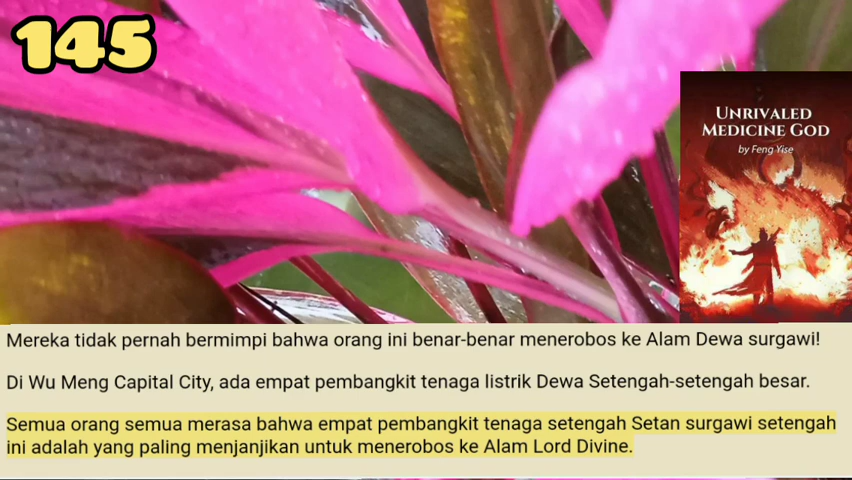 145
UNRIVALED
MEDICINE GOD
by Feng Yise
Mereka tidak pernah bermimpi bahwa orang ini benar-benar menerobos ke Alam Dewa surgawi!
Di Wu Meng Capital City, ada empat pembangkit tenaga listrik Dewa Setengah-setengah besar.
Semua orang semua merasa bahwa empat pembangkit tenaga setengah Setan surgawi setengah
ini adalah yang paling menjanjikan untuk menerobos ke Alam Lord Divine.